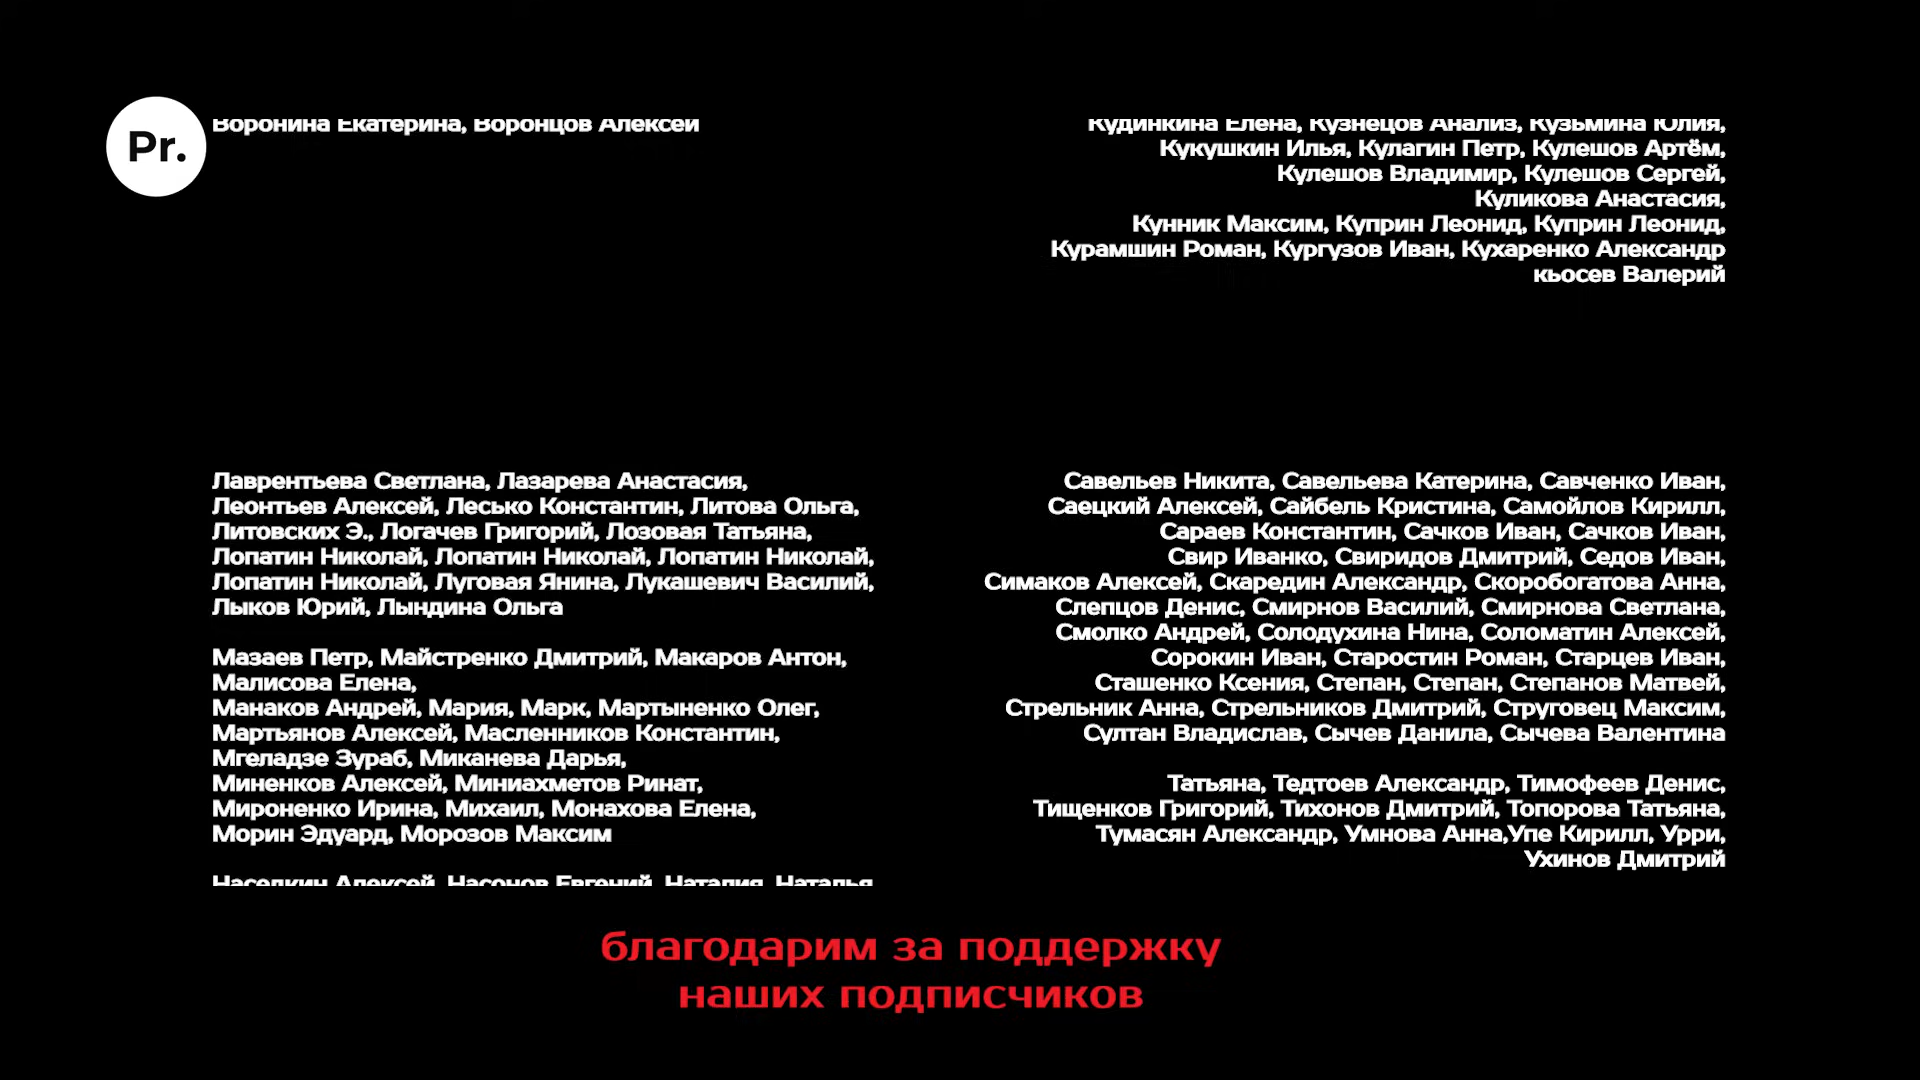 Pr.
Воронина Екатерина, Воронцов Алексей
Кудинкина Елена, Кузнецов Анализ, Кузьмина Юлия,
Кукушкин Илья, Кулагин Петр, Кулешов Артём,
Кулешов Владимир, Кулешов Сергей,
Куликова Анастасия,
Кунник Максим, Куприн Леонид, Куприн Леонид,
Курамшин Роман, Кургузов Иван, Кухаренко Александр
кьосев Валерий
Лаврентьева Светлана, Лазарева Анастасия,
Леонтьев Алексей, Лесько Константин, Литова Ольга,
Литовских Э., Логачев Григорий, Лозовая Татьяна,
Лопатин Николай, Лопатин Николай, Лопатин Николай,
Лопатин Николай, Луговая Янина, Лукашевич Василий,
Лыков Юрий, Лындина Ольга
Мазаев Петр, Майстренко Дмитрий, Макаров Антон,
Малисова Елена,
Манаков Андрей, Мария, Марк, Мартыненко Олег,
Мартьянов Алексей, Масленников Константин,
Мгеладзе Зураб, Миканева Дарья,
Миненков Алексей, Миниахметов Ринат,
Мироненко Ирина, Михаил, Монахова Елена,
Морин Эдуард, Морозов Максим
Наседкин Алексей, Насонов Евгений, Наталия, Наталья
Савельев Никита, Савельева Катерина, Савченко Иван,
Саецкий Алексей, Сайбель Кристина, Самойлов Кирилл,
Сараев Константин, Сачков Иван, Сачков Иван,
Свир Иванко, Свиридов Дмитрий, Седов Иван,
Симаков Алексей, Скаредин Александр, Скоробогатова Анна,
Слепцов Денис, Смирнов Василий, Смирнова Светлана,
Смолко Андрей, Солодухина Нина, Соломатин Алексей,
Сорокин Иван, Старостин Роман, Старцев Иван,
Сташенко Ксения, Степан, Степан, Степанов Матвей,
Стрельник Анна, Стрельников Дмитрий, Струговец Максим,
Султан Владислав, Сычев Данила, Сычева Валентина
Татьяна, Тедтоев Александр, Тимофеев Денис,
Тищенков Григорий, Тихонов Дмитрий, Топорова Татьяна,
Тумасян Александр, Умнова Анна,Упе Кирилл, Урри,
Ухинов Дмитрий
благодарим за поддержку
наших подписчиков